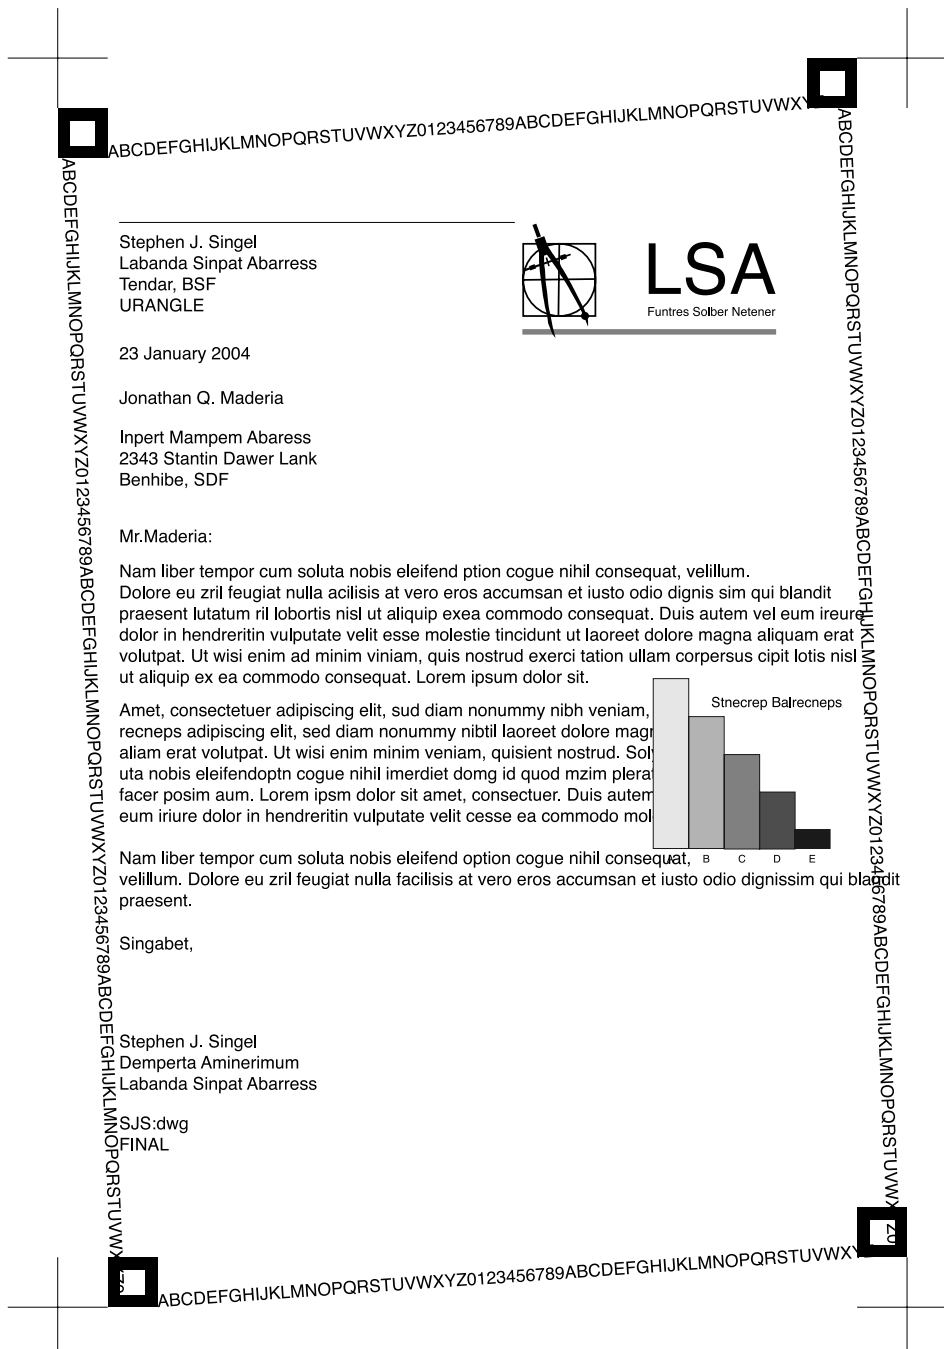 ABCDEFGHIJKLMNOPQRSTUVWXYZ0123456789ABCDEFGHIJKLMNOPQRSTUVWXY
ABCDEFGHIJKLMNOPQRSTUVWXYZ0123456789ABCDEFGHIJKLMNOPQRSTUVWXYZ0123456789ABCDEFGHIJKLMNOPQRSTUVWX
ABCDEFGHIJKLMNOPQRSTUVWXYZ0123456789ABCDEFGHIJKLMNOPQRSTUVWXYZ0123456789ABCDEFGHIJKLMNOPQRSTUVWX
Stephen J. Singel
Labanda Sinpat Abarress
Tendar, BSF
URANGLE
LSA
Funtres Solber Netener
23 January 2004
Jonathan Q. Maderia
Inpert Mampem Abaress
2343 Stantin Dawer Lank
Benhibe, SDF
Mr.Maderia:
Nam liber tempor cum soluta nobis eleifend ption cogue nihil consequat, velillum.
Dolore eu zril feugiat nulla acilisis at vero eros accumsan et iusto odio dignis sim qui blandit
praesent lutatum ril lobortis nisl ut aliquip exea commodo consequat. Duis autem vel eum ireure
dolor in hendreritin vulputate velit esse molestie tincidunt ut laoreet dolore magna aliquam erat
volutpat. Ut wisi enim ad minim viniam, quis nostrud exerci tation ullam corpersus cipit lotis nisl
ut aliquip ex ea commodo consequat. Lorem ipsum dolor sit.
Amet, consectetuer adipiscing elit, sud diam nonummy nibh veniam,
recneps adipiscing elit, sed diam nonummy nibtil laoreet dolore
aliam erat volutpat. Ut wisi enim minim veniam, quisient nostrud.
uta nobis eleifendoptn cogue nihil imerdiet domg id quod mzim
facer posim aum. Lorem ipsm dolor sit amet, consectuer. Duis autem
eum iriure dolor in hendreritin vulputate velit cesse ea commodo
Stnecrep Balrecneps
A B C D E
Nam liber tempor cum soluta nobis eleifend option cogue nihil consequat,
velillum. Dolore eu zril feugiat nulla facilisis at vero eros accumsan et iusto odio dignissim qui blandit
praesent.
Singabet,
Stephen J. Singel
Demperta Aminerimum
Labanda Sinpat Abarress
SJS:dwg
FINAL
ABCDEFGHIJKLMNOPQRSTUVWXYZ0123456789ABCDEFGHIJKLMNOPQRSTUVWXY